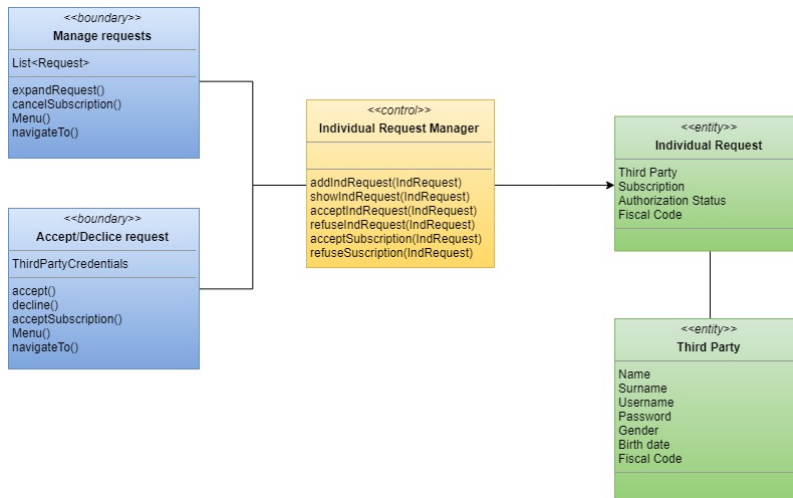 <<boundary>>
Manage requests
List<Request>
expandRequest()
cancelSubscription()
Menu()
navigateTo()
<<boundary>>
Accept/Declice request
ThirdPartyCredentials
accept()
decline()
acceptSubscription()
Menu()
navigateTo()
<<control>>
Individual Request Manager
addIndRequest(IndRequest)
showIndRequest(IndRequest)
acceptIndRequest(IndRequest)
refuseIndRequest(IndRequest)
acceptSubscription(IndRequest)
refuseSuscription(IndRequest)
<<entity>>
Individual Request
Third Party
Subscription
Authorization Status
Fiscal Code
<<entity>>
Third Party
Name
Surname
Username
Password
Gender
Birth date
Fiscal Code